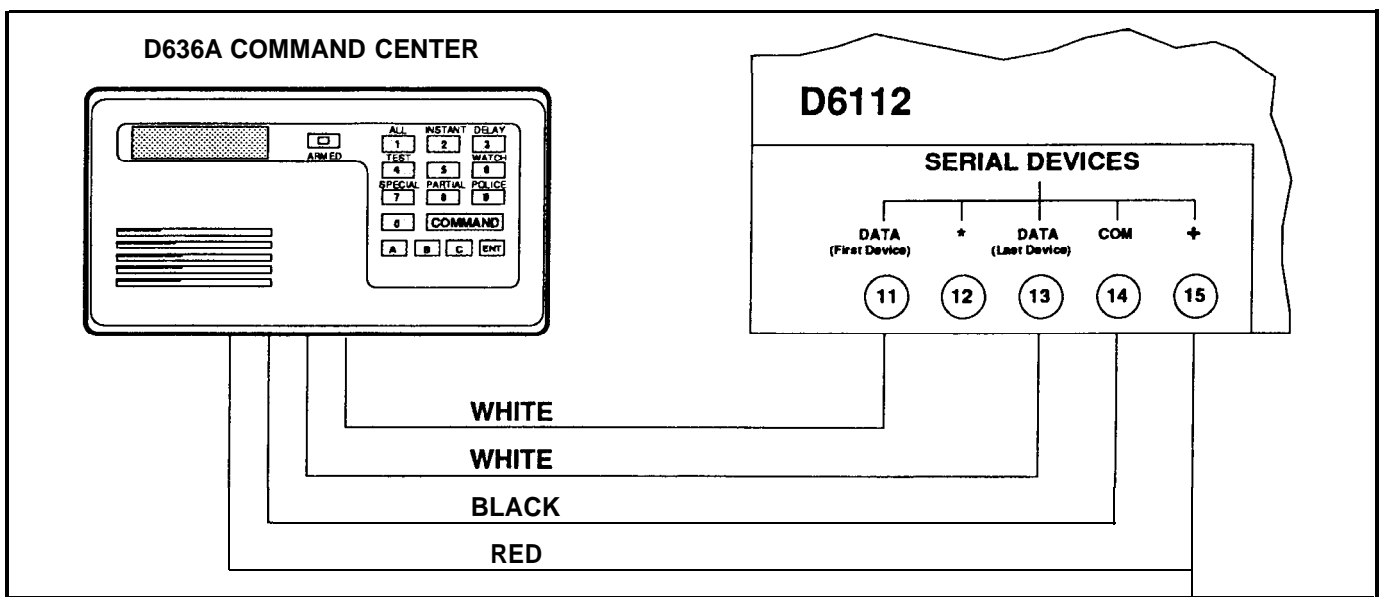 D636A COMMAND CENTER
ARMED
ALL INSTANT DELAY
1 2 3
TEST WATCH
4 5 6
SPECIAL PARTIAL POLICE
7 8 9
0 COMMAND
A B C ENT
D6112
SERIAL DEVICES
DATA * DATA COM +
(First Device) (Last Device)
11 12 13 14 15
WHITE
WHITE
BLACK
RED